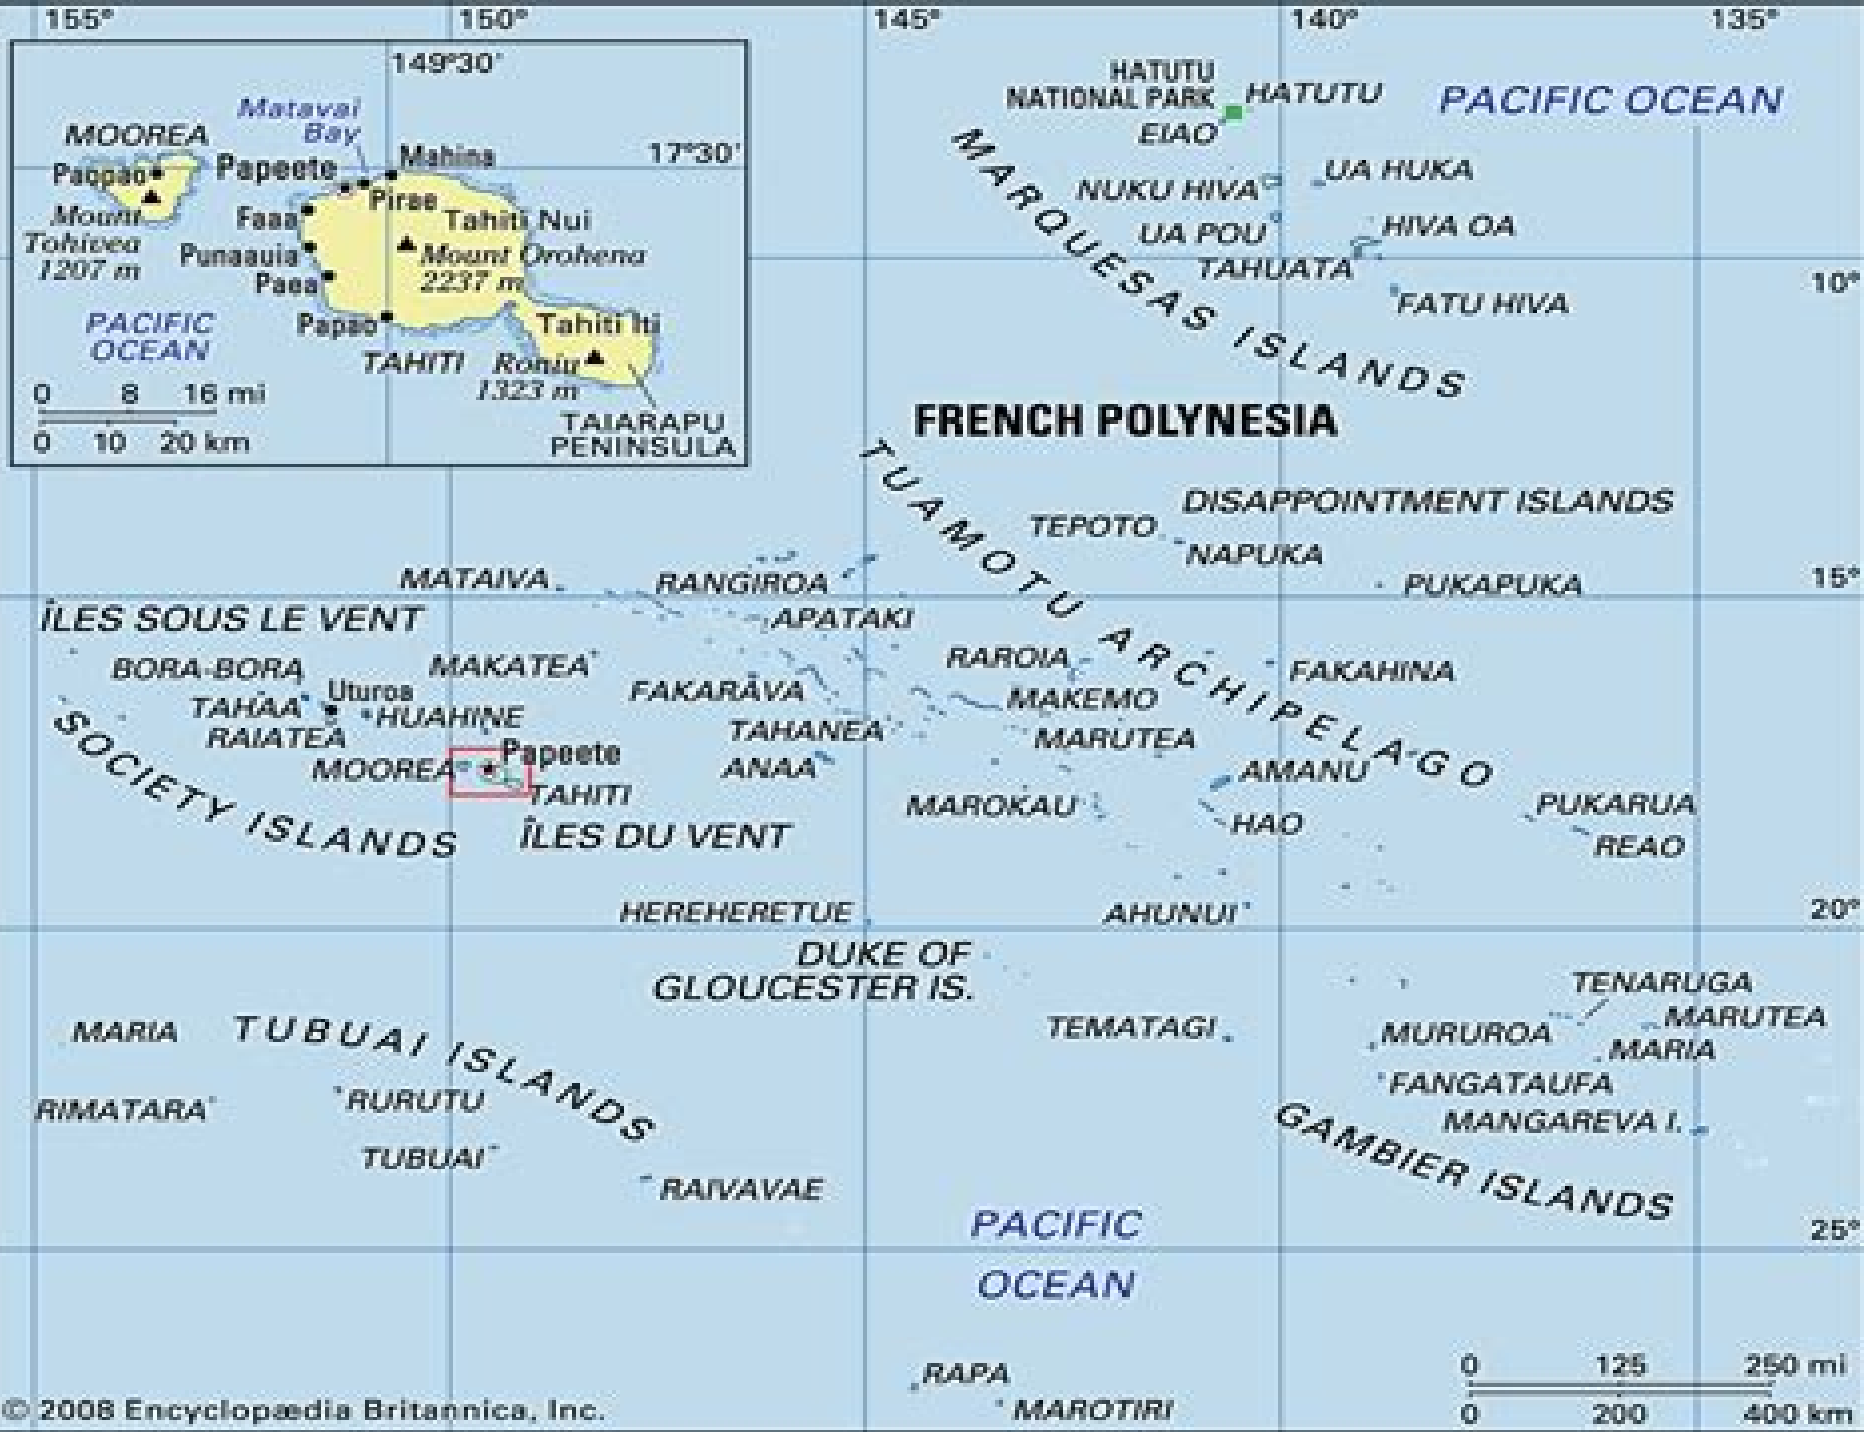 155°
150°
145°
140°
135°
149°30'
Matavai
Bay
MOOREA
Mahina
17°30'
Paopao
Papeete
Pirae
Faaa
Tahiti Nui
Mount
Tohivea
1207 m
Punaauia
Mount Orohena
2237 m
Paea
PACIFIC
OCEAN
Papao
Tahiti Iti
TAHITI
Roniu
1323 m
0 8 16 mi
0 10 20 km
TAIARAPU
PENINSULA
HATUTU
NATIONAL PARK
HATUTU
PACIFIC OCEAN
EIAO
MARQUESAS ISLANDS
UA HUKA
NUKU HIVA
UA POU
HIVA OA
TAHUATA
10°
FATU HIVA
FRENCH POLYNESIA
TUAMOTU ARCHIPELAGO
DISAPPOINTMENT ISLANDS
TEPOTO
NAPUKA
MATAIVA
RANGIROA
PUKAPUKA
15°
ÎLES SOUS LE VENT
APATAKI
BORA-BORA
MAKATEA
RAROIA
FAKAHINA
Uturoa
FAKARAVA
MAKEMO
TAHAA
HUAHINE
SOCIETY ISLANDS
RAIATEA
TAHANEA
MARUTEA
Papeete
MOOREA
ANAA
AMANU
TAHITI
MAROKAU
PUKARUA
ÎLES DU VENT
HAO
REAO
HEREHERETUE
AHUNUI
20°
DUKE OF
GLOUCESTER IS.
TENARUGA
MARIA
TUBUAI ISLANDS
TEMATAGI
MURUROA
MARUTEA
MARIA
RIMATARA
RURUTU
FANGATAUFA
MANGAREVA I.
GAMBIER ISLANDS
TUBUAI
RAIVAVAE
PACIFIC
OCEAN
25°
RAPA
MAROTIRI
0 125 250 mi
0 200 400 km
© 2008 Encyclopædia Britannica, Inc.